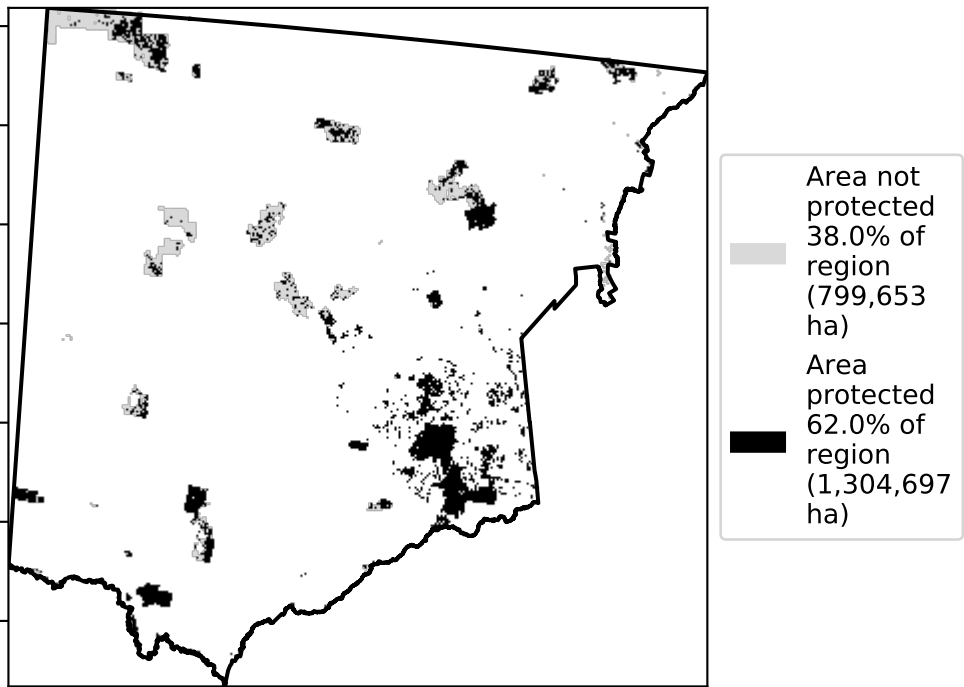 Area not
protected
38.0% of
region
(799,653
ha)
Area
protected
62.0% of
region
(1,304,697
ha)